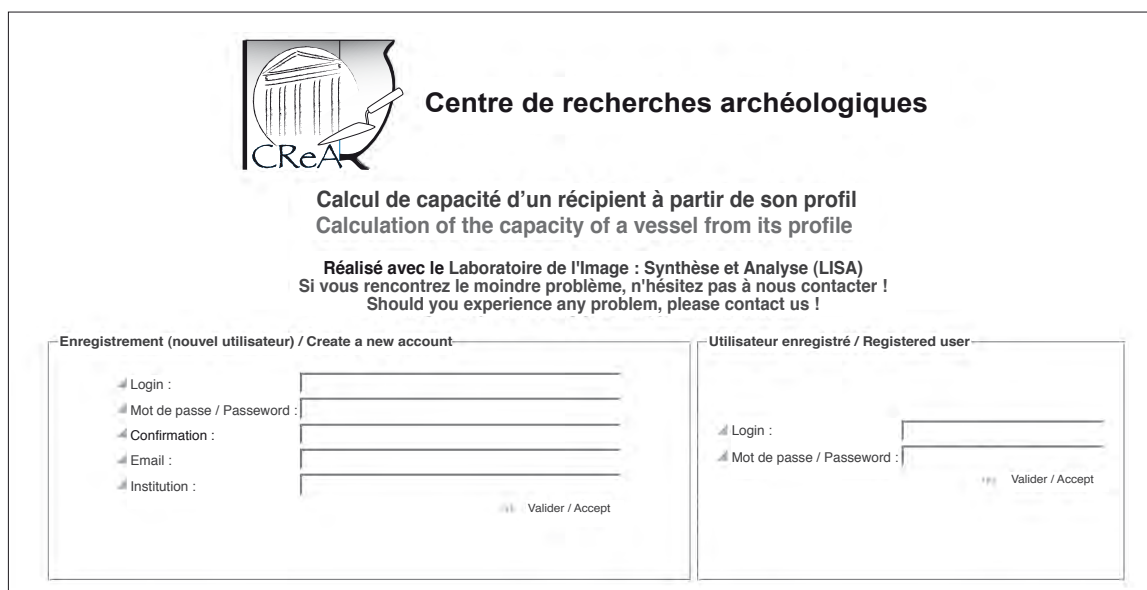 CReA
Centre de recherches archéologiques
Calcul de capacité d’un récipient à partir de son profil
Calculation of the capacity of a vessel from its profile
Réalisé avec le Laboratoire de l'Image : Synthèse et Analyse (LISA)
Si vous rencontrez le moindre problème, n'hésitez pas à nous contacter !
Should you experience any problem, please contact us !
Enregistrement (nouvel utilisateur) / Create a new account
Login :
Mot de passe / Passeword :
Confirmation :
Email :
Institution :
Valider / Accept
Utilisateur enregistré / Registered user
Login :
Mot de passe / Passeword :
Valider / Accept